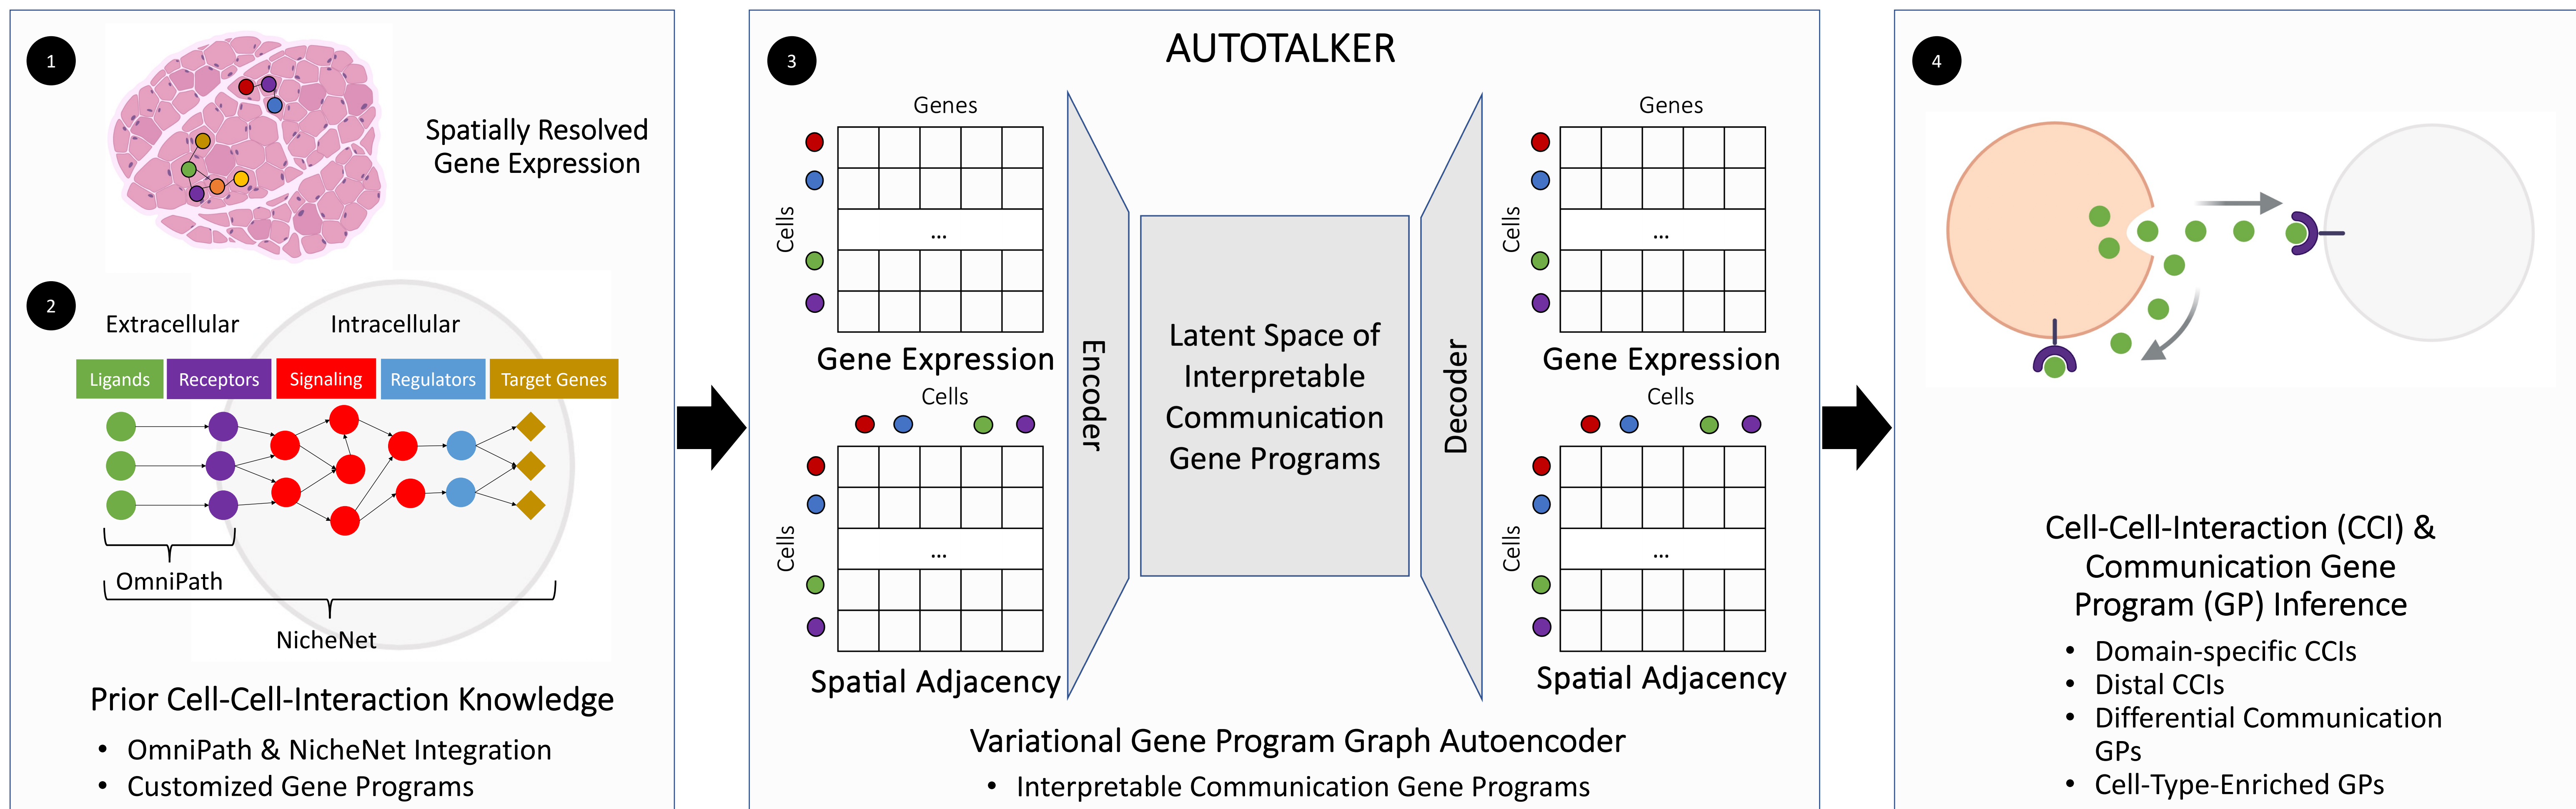 1
Spatially Resolved
Gene Expression
2
Extracellular
Intracellular
Ligands
Receptors
Signaling
Regulators
Target Genes
OmniPath
NicheNet
Prior Cell-Cell-Interaction Knowledge
• OmniPath & NicheNet Integration
• Customized Gene Programs
3
AUTOTALKER
Genes
Cells
...
Gene Expression
Cells
Cells
...
Spatial Adjacency
Encoder
Latent Space of
Interpretable
Communication
Gene Programs
Decoder
Genes
Cells
...
Gene Expression
Cells
Cells
...
Spatial Adjacency
Variational Gene Program Graph Autoencoder
• Interpretable Communication Gene Programs
4
Cell-Cell-Interaction (CCI) &
Communication Gene
Program (GP) Inference
• Domain-specific CCIs
• Distal CCIs
• Differential Communication
GPs
• Cell-Type-Enriched GPs